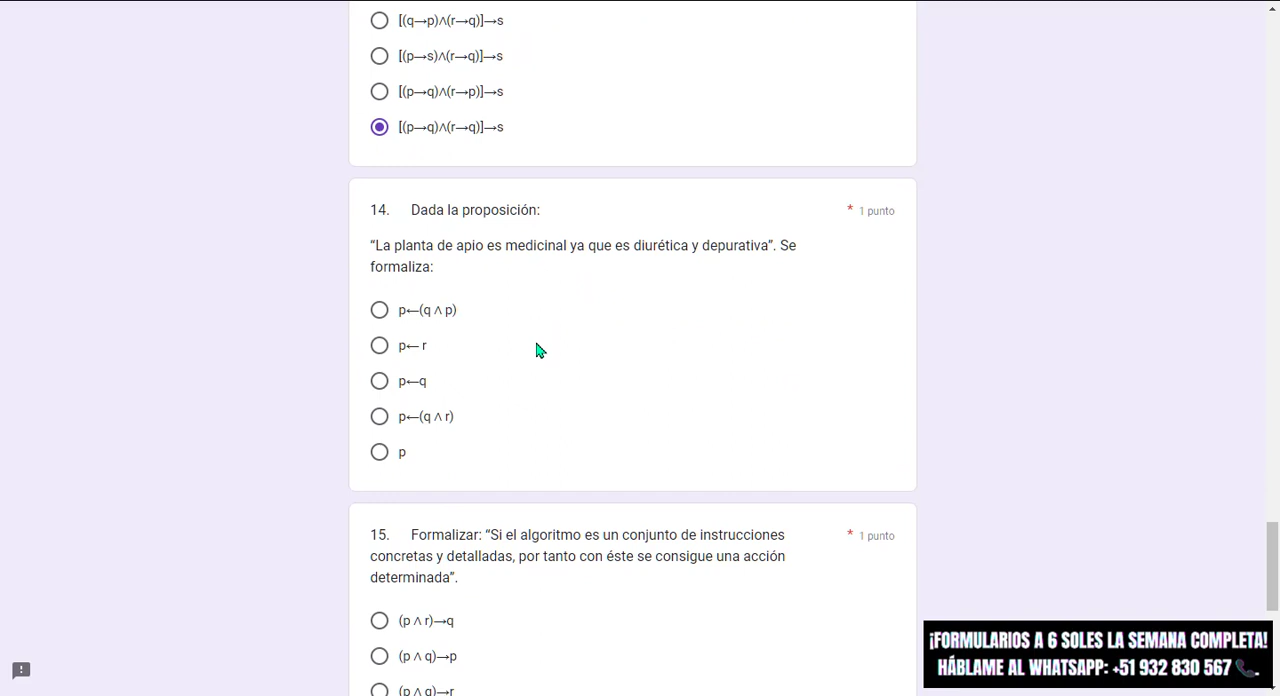 [(q→p)∧(r→q)]→s
[(p→s)∧(r→q)]→s
[(p→q)∧(r→p)]→s
[(p→q)∧(r→q)]→s
14. Dada la proposición: * 1 punto
“La planta de apio es medicinal ya que es diurética y depurativa”. Se
formaliza:
p←(q ∧ p)
p← r
p←q
p←(q ∧ r)
p
15. Formalizar: “Si el algoritmo es un conjunto de instrucciones * 1 punto
concretas y detalladas, por tanto con éste se consigue una acción
determinada”.
(p ∧ r)→q
(p ∧ q)→p
(p ∧ q)→r
¡FORMULARIOS A 6 SOLES LA SEMANA COMPLETA!
HÁBLAME AL WHATSAPP: +51 932 830 567 📞.